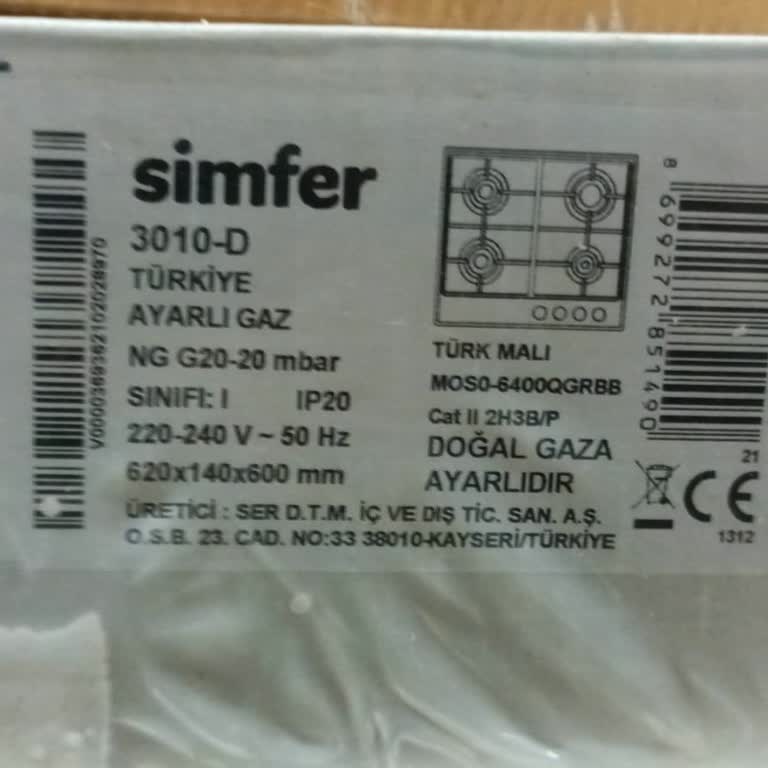 simfer
3010-D
TÜRKİYE
AYARLI GAZ
NG G20-20 mbar
SINIFI: I IP20
220-240 V ~ 50 Hz
620x140x600 mm
TÜRK MALI
MOS0-6400QGRBB
Cat II 2H3B/P
DOĞAL GAZA
AYARLIDIR
ÜRETİCİ : SER D.T.M. İÇ VE DIŞ TİC. SAN. A.Ş.
O.S.B. 23. CAD. NO:33 38010-KAYSERİ/TÜRKİYE
8 699272 851490
21
CE
1312